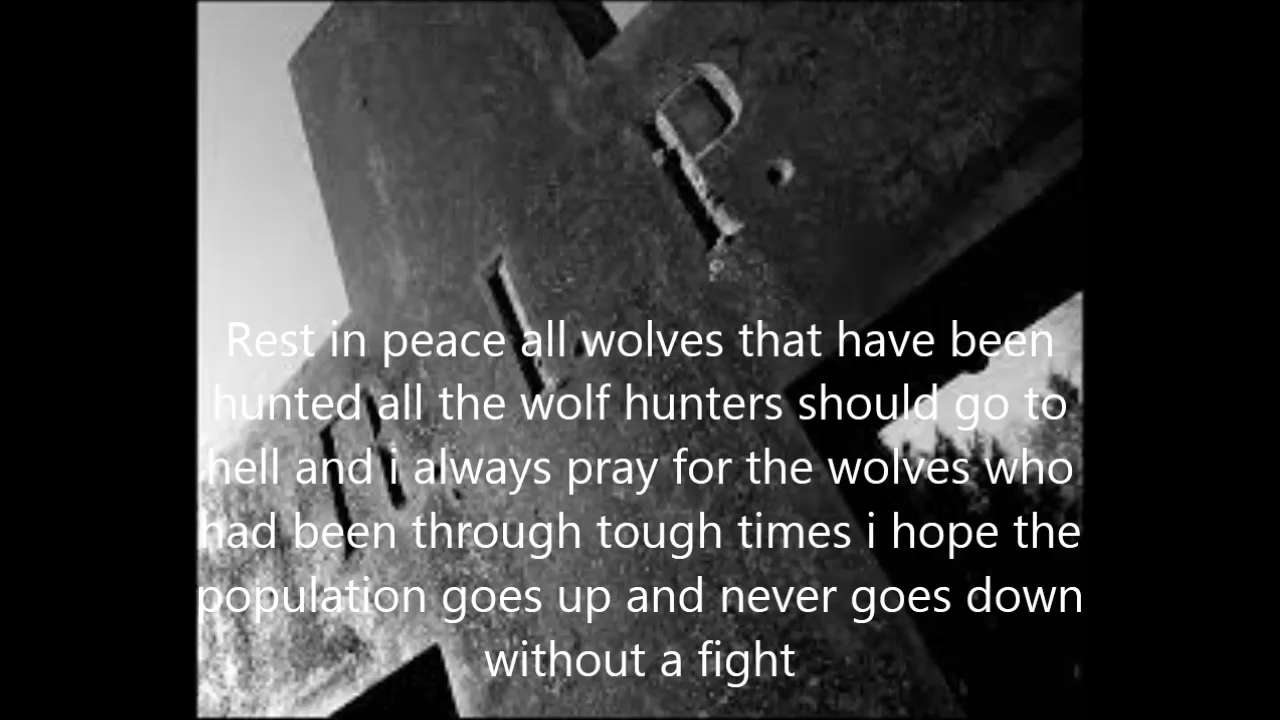 R.I.P.
Rest in peace all wolves that have been
hunted all the wolf hunters should go to
hell and i always pray for the wolves who
had been through tough times i hope the
population goes up and never goes down
without a fight